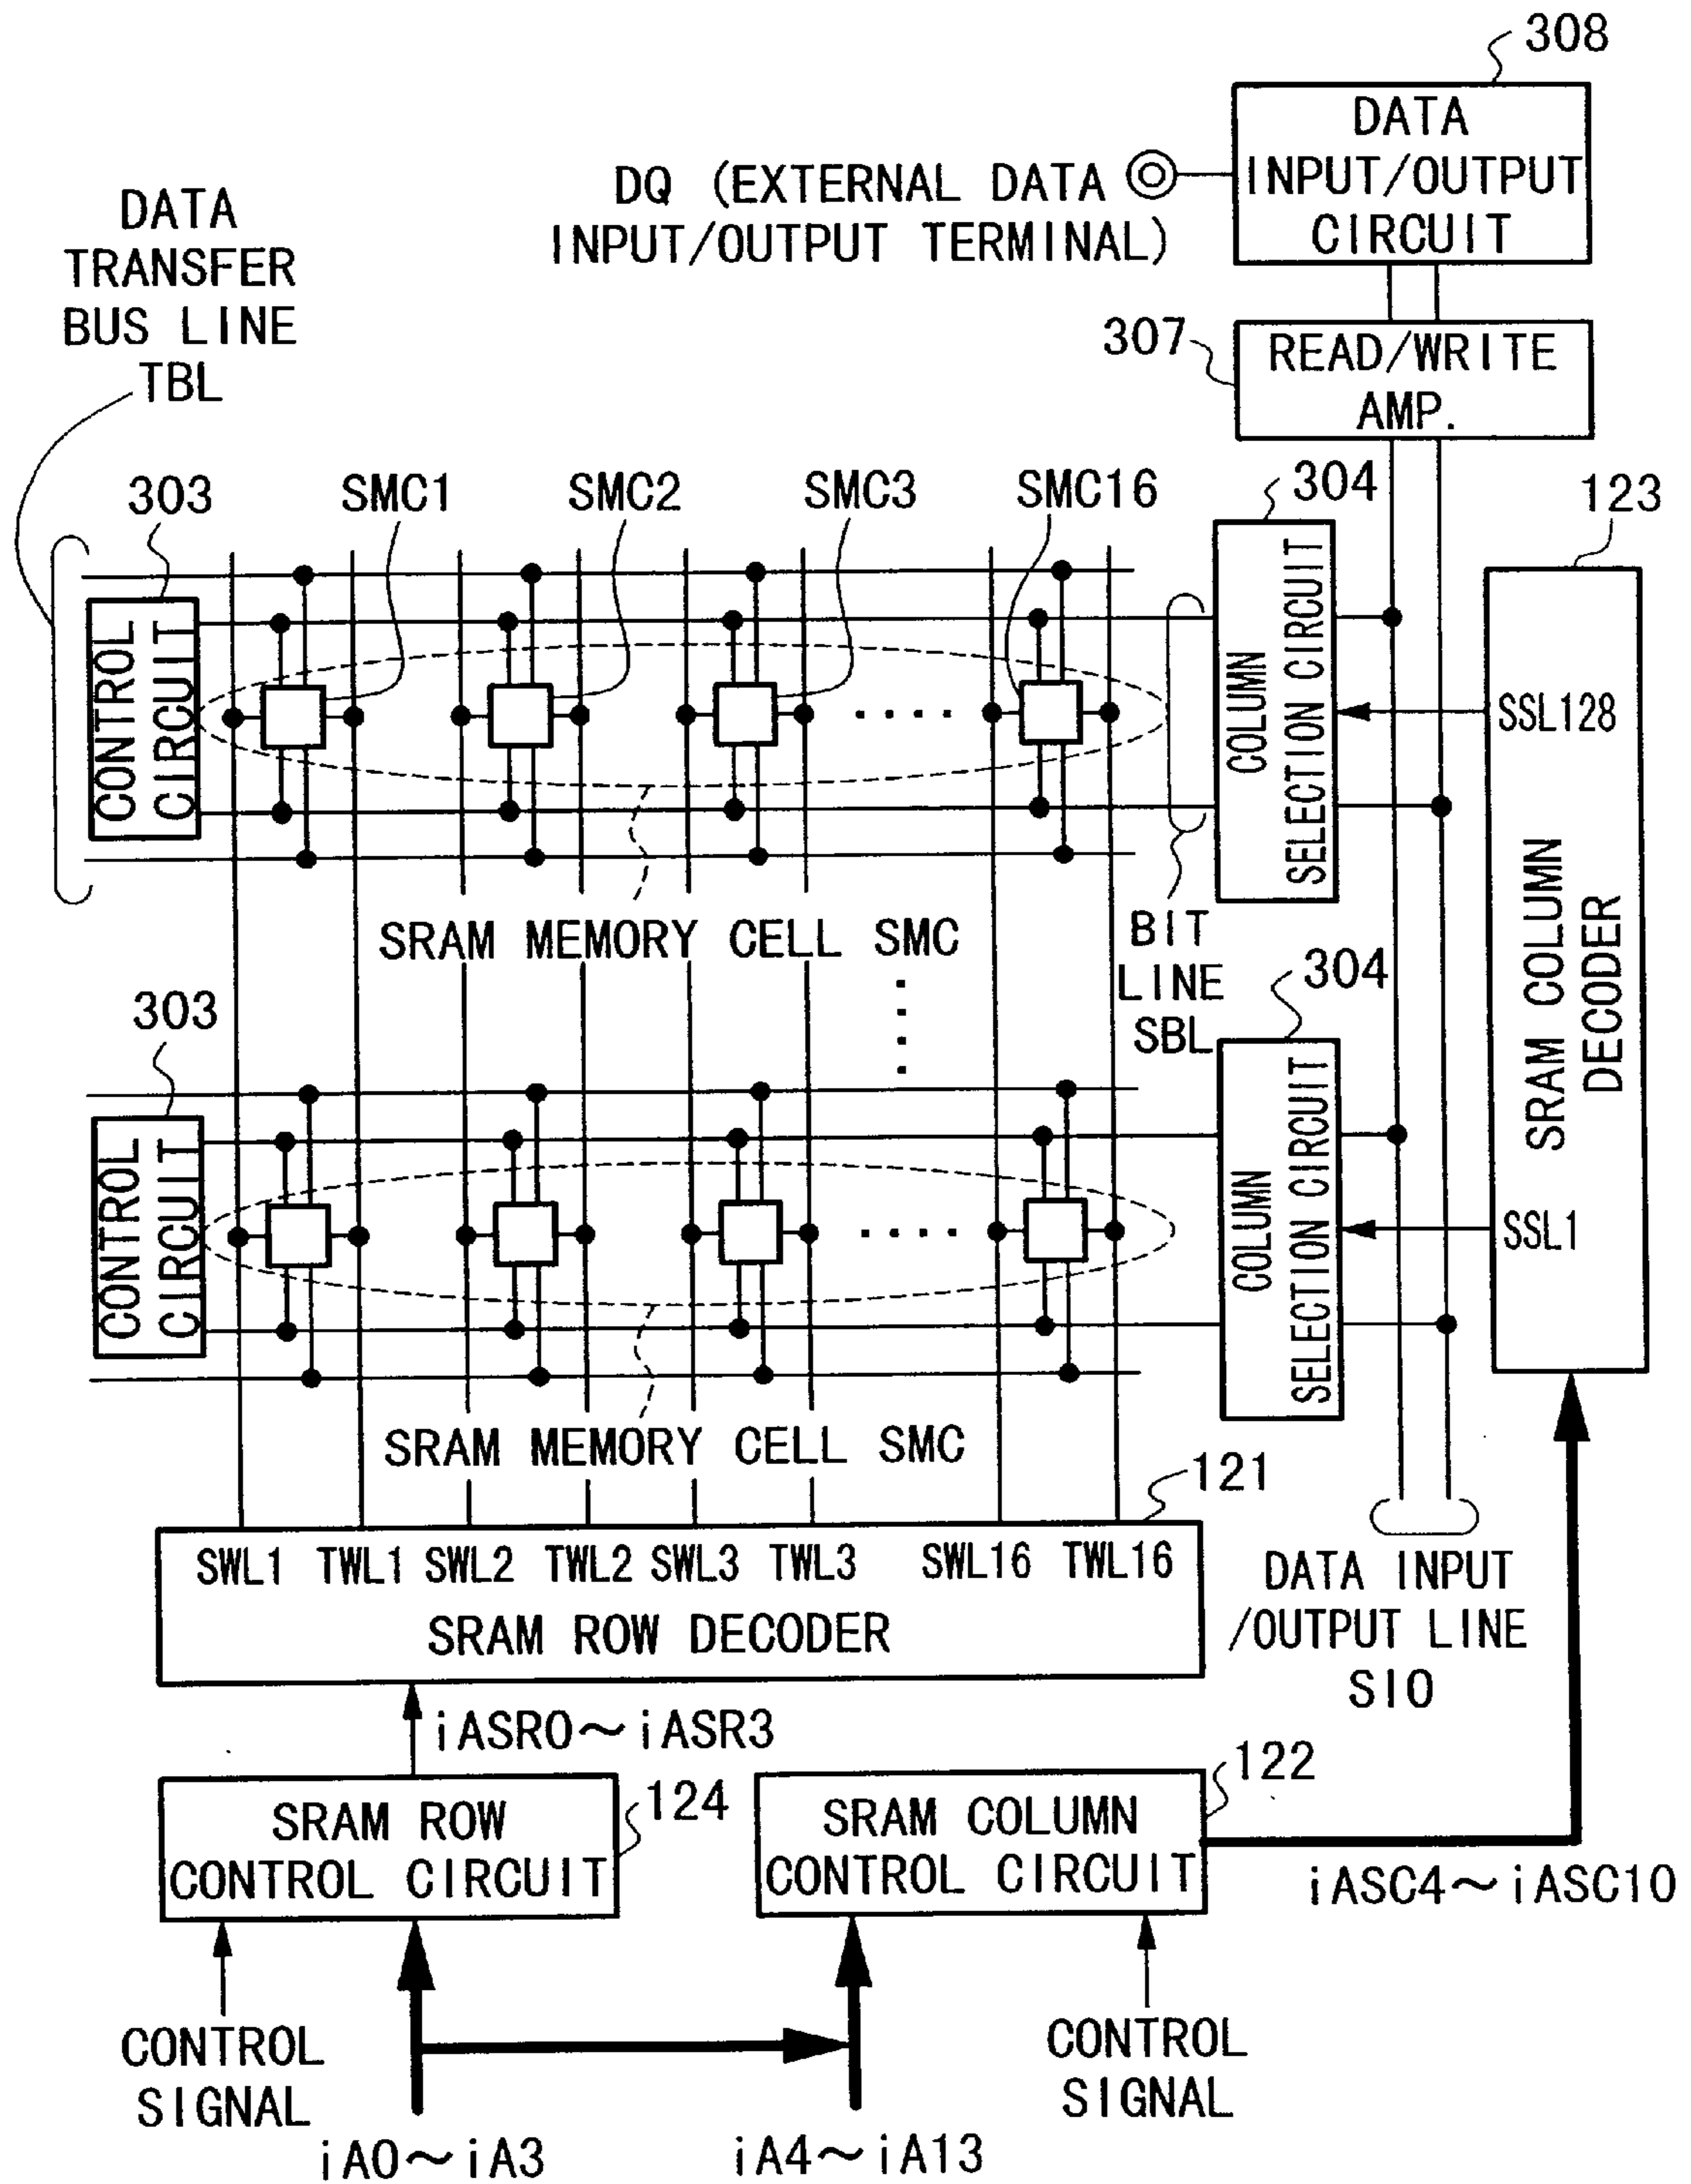 308
DATA
INPUT/OUTPUT
CIRCUIT
DQ (EXTERNAL DATA
INPUT/OUTPUT TERMINAL)
DATA
TRANSFER
BUS LINE
TBL
307
READ/WRITE
AMP.
303
SMC1
SMC2
SMC3
SMC16
304
123
CONTROL
CIRCUIT
COLUMN
SELECTION CIRCUIT
SSL128
SRAM COLUMN
DECODER
SRAM MEMORY CELL SMC
BIT
LINE
SBL
303
304
CONTROL
CIRCUIT
COLUMN
SELECTION CIRCUIT
SSL1
SRAM MEMORY CELL SMC
121
SWL1 TWL1 SWL2 TWL2 SWL3 TWL3 SWL16 TWL16
SRAM ROW DECODER
DATA INPUT
/OUTPUT LINE
SIO
iASR0~iASR3
124
SRAM ROW
CONTROL CIRCUIT
122
SRAM COLUMN
CONTROL CIRCUIT
iASC4~iASC10
CONTROL
SIGNAL
CONTROL
SIGNAL
iA0~iA3
iA4~iA13